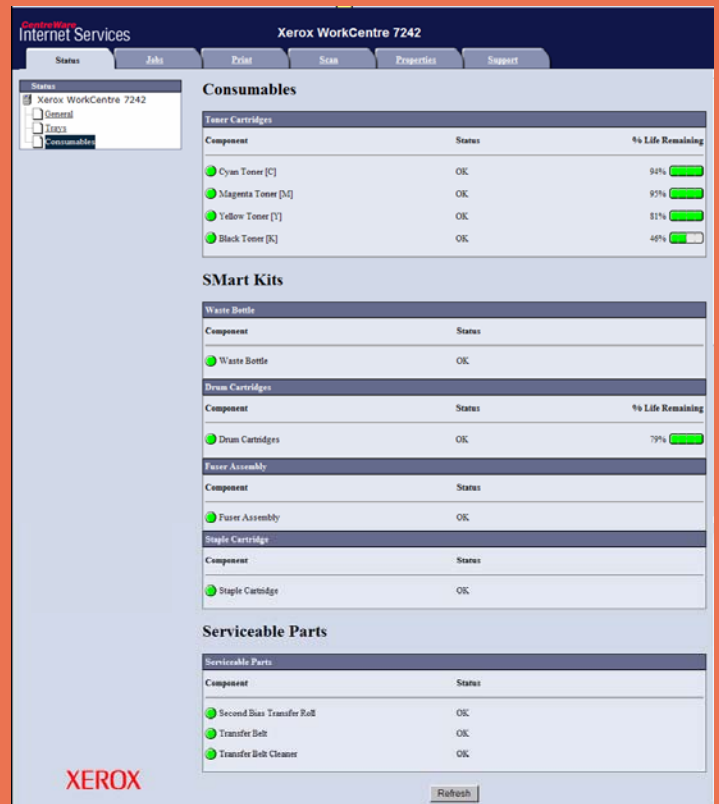 CentreWare
Internet Services
Xerox WorkCentre 7242
Status Jobs Print Scan Properties Support
Status
Xerox WorkCentre 7242
General
Trays
Consumables
Consumables
Toner Cartridges
Component Status % Life Remaining
Cyan Toner [C] OK 94%
Magenta Toner [M] OK 95%
Yellow Toner [Y] OK 81%
Black Toner [K] OK 46%
SMart Kits
Waste Bottle
Component Status
Waste Bottle OK
Drum Cartridges
Component Status % Life Remaining
Drum Cartridges OK 79%
Fuser Assembly
Component Status
Fuser Assembly OK
Staple Cartridge
Component Status
Staple Cartridge OK
Serviceable Parts
Serviceable Parts
Component Status
Second Bias Transfer Roll OK
Transfer Belt OK
Transfer Belt Cleaner OK
XEROX
Refresh